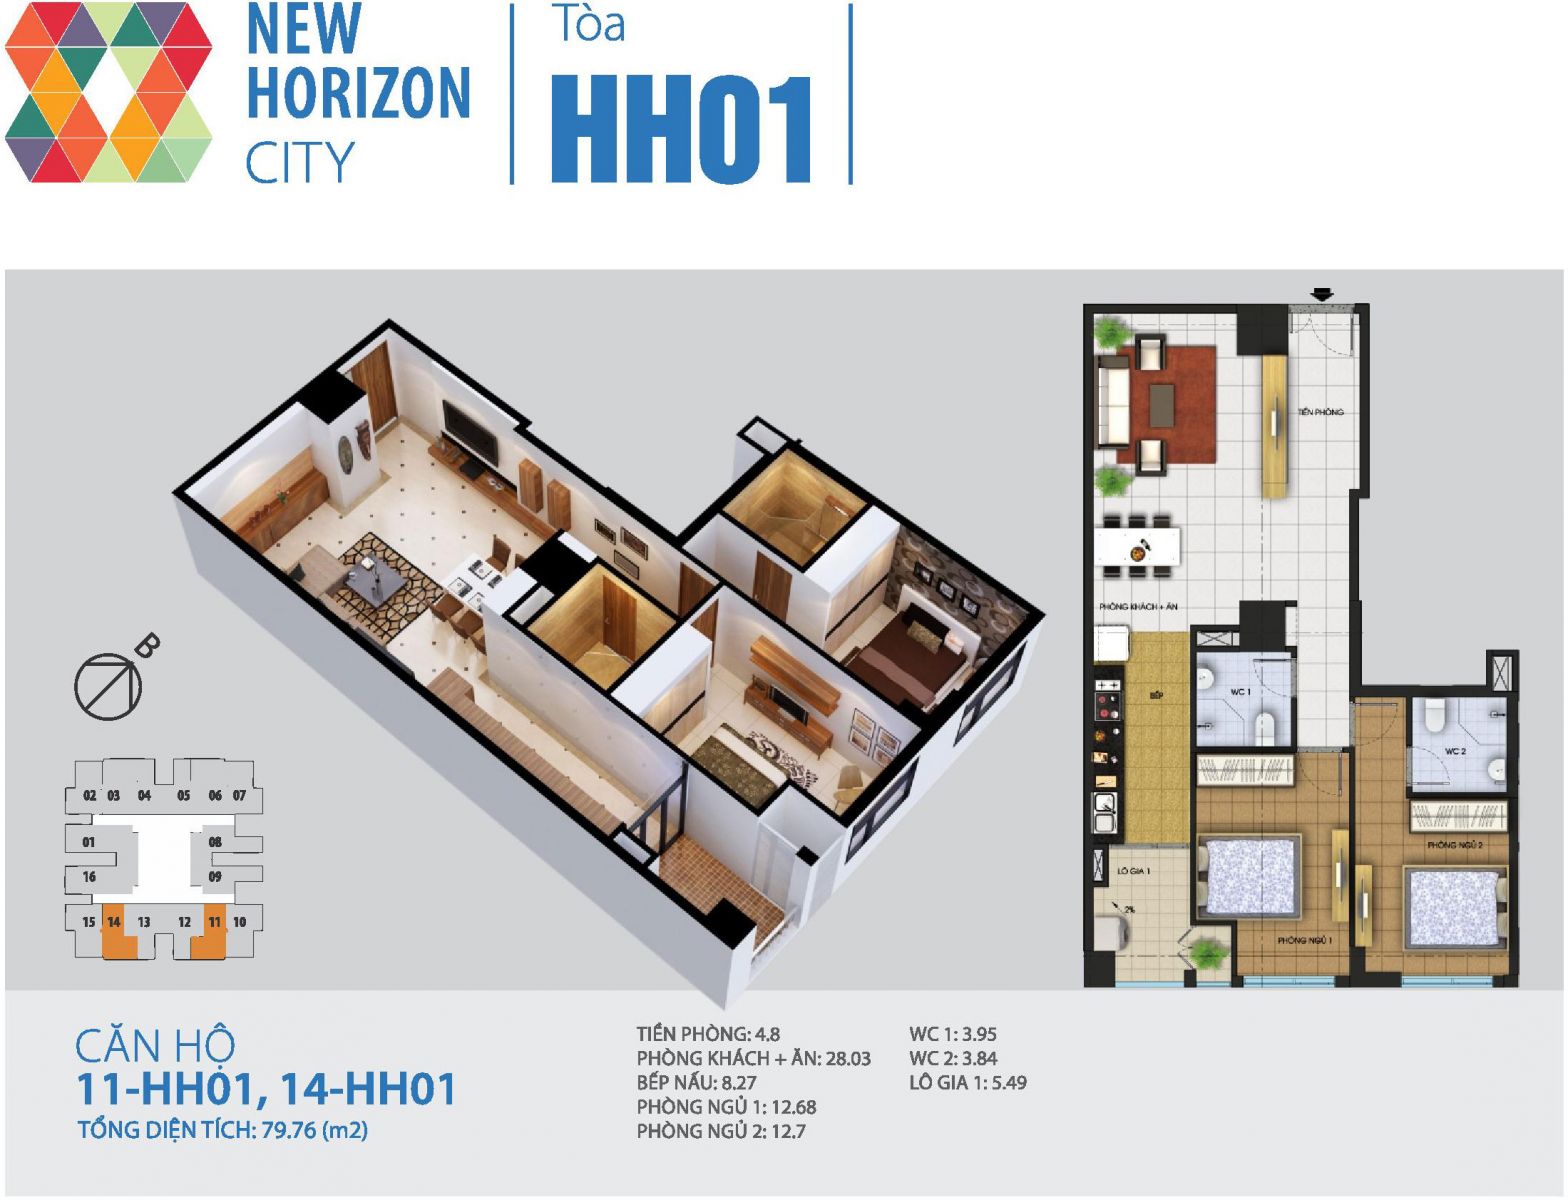 NEW
HORIZON
CITY
Tòa
HH01
TIỀN PHÒNG
PHÒNG KHÁCH + ĂN
BẾP
WC 1
WC 2
PHÒNG NGỦ 2
LÔ GIA 1
2%
PHÒNG NGỦ 1
B
02 03 04 05 06 07
01 08
16 09
15 14 13 12 11 10
CĂN HỘ
11-HH01, 14-HH01
TỔNG DIỆN TÍCH: 79.76 (m2)
TIỀN PHÒNG: 4.8
PHÒNG KHÁCH + ĂN: 28.03
BẾP NẤU: 8.27
PHÒNG NGỦ 1: 12.68
PHÒNG NGỦ 2: 12.7
WC 1: 3.95
WC 2: 3.84
LÔ GIA 1: 5.49